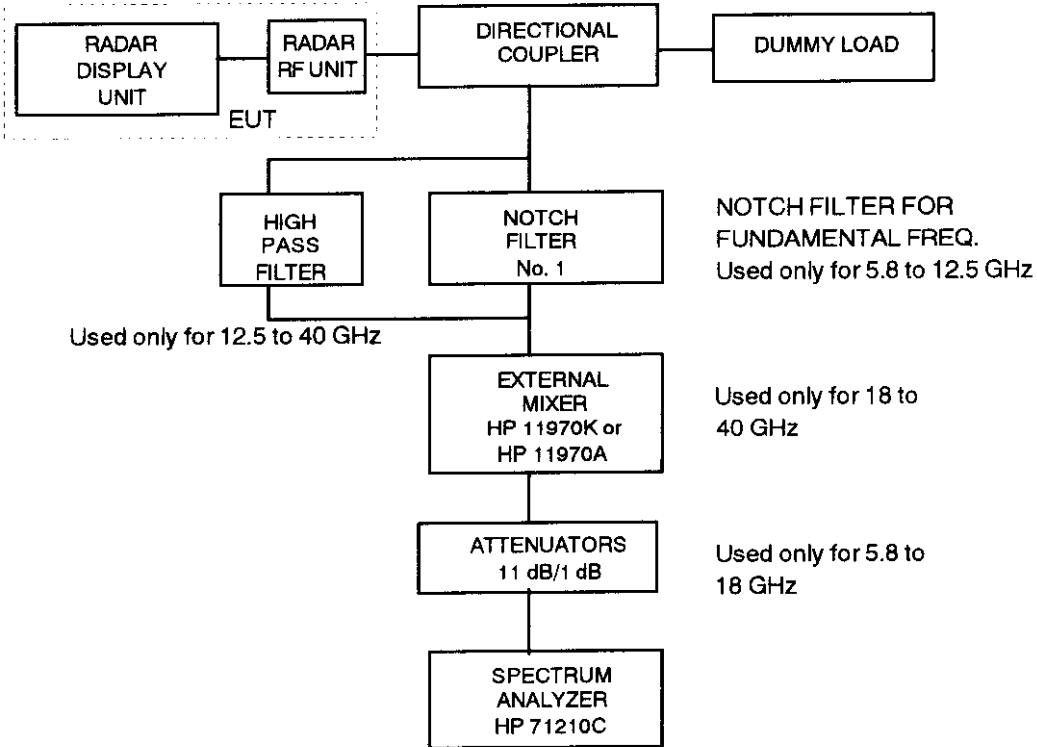 RADAR
DISPLAY
UNIT
RADAR
RF UNIT
EUT
DIRECTIONAL
COUPLER
DUMMY LOAD
HIGH
PASS
FILTER
NOTCH
FILTER
No. 1
NOTCH FILTER FOR
FUNDAMENTAL FREQ.
Used only for 5.8 to 12.5 GHz
Used only for 12.5 to 40 GHz
EXTERNAL
MIXER
HP 11970K or
HP 11970A
Used only for 18 to
40 GHz
ATTENUATORS
11 dB/1 dB
Used only for 5.8 to
18 GHz
SPECTRUM
ANALYZER
HP 71210C